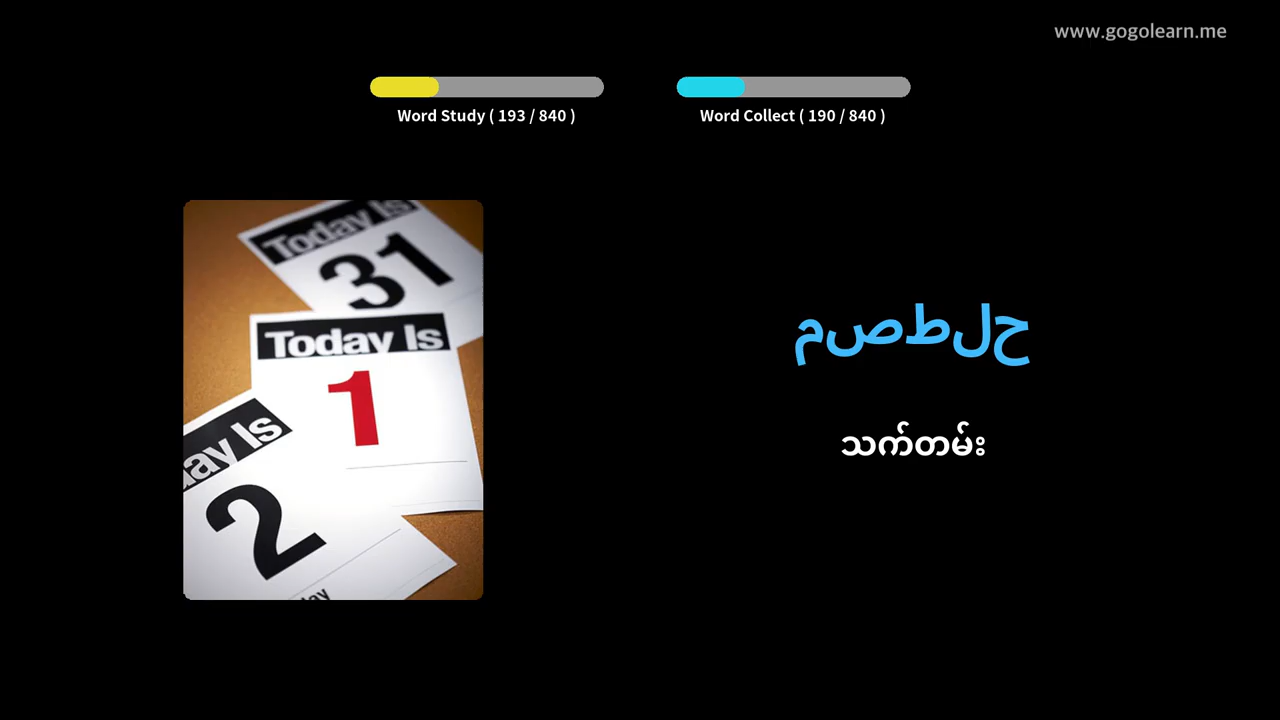 www.gogolearn.me
Word Study ( 193 / 840 )
Word Collect ( 190 / 840 )
Today Is
31
Today Is
1
ay Is
2
حلطصم
သက်တမ်း